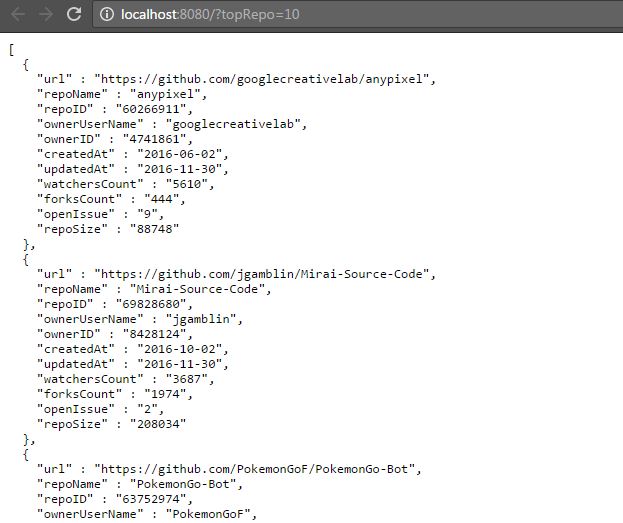 localhost:8080/?topRepo=10
[
{
"url" : "https://github.com/googlecreativelab/anypixel",
"repoName" : "anypixel",
"repoID" : "60266911",
"ownerUserName" : "googlecreativelab",
"ownerID" : "4741861",
"createdAt" : "2016-06-02",
"updatedAt" : "2016-11-30",
"watchersCount" : "5610",
"forksCount" : "444",
"openIssue" : "9",
"repoSize" : "88748"
},
{
"url" : "https://github.com/jgamblin/Mirai-Source-Code",
"repoName" : "Mirai-Source-Code",
"repoID" : "69828680",
"ownerUserName" : "jgamblin",
"ownerID" : "8428124",
"createdAt" : "2016-10-02",
"updatedAt" : "2016-11-30",
"watchersCount" : "3687",
"forksCount" : "1974",
"openIssue" : "2",
"repoSize" : "208034"
},
{
"url" : "https://github.com/PokemonGoF/PokemonGo-Bot",
"repoName" : "PokemonGo-Bot",
"repoID" : "63752974",
"ownerUserName" : "PokemonGoF",